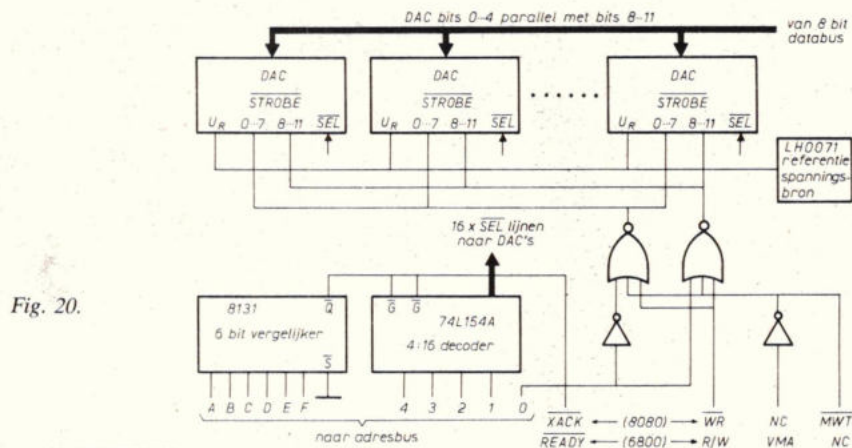 DAC bits 0-4 parallel met bits 8-11
van 8 bit
databus
DAC
STROBE
UR 0-7 8-11 SEL
DAC
STROBE
UR 0-7 8-11 SEL
DAC
STROBE
UR 0-7 8-11 SEL
LH0071
referentie
spannings-
bron
16 x SEL lijnen
naar DAC's
Fig. 20.
8131
6 bit vergelijker
Q
S
G G
74L154A
4:16 decoder
A B C D E F
4 3 2 1 0
naar adresbus
XACK (8080) WR NC MWT
READY (6800) R/W VMA NC